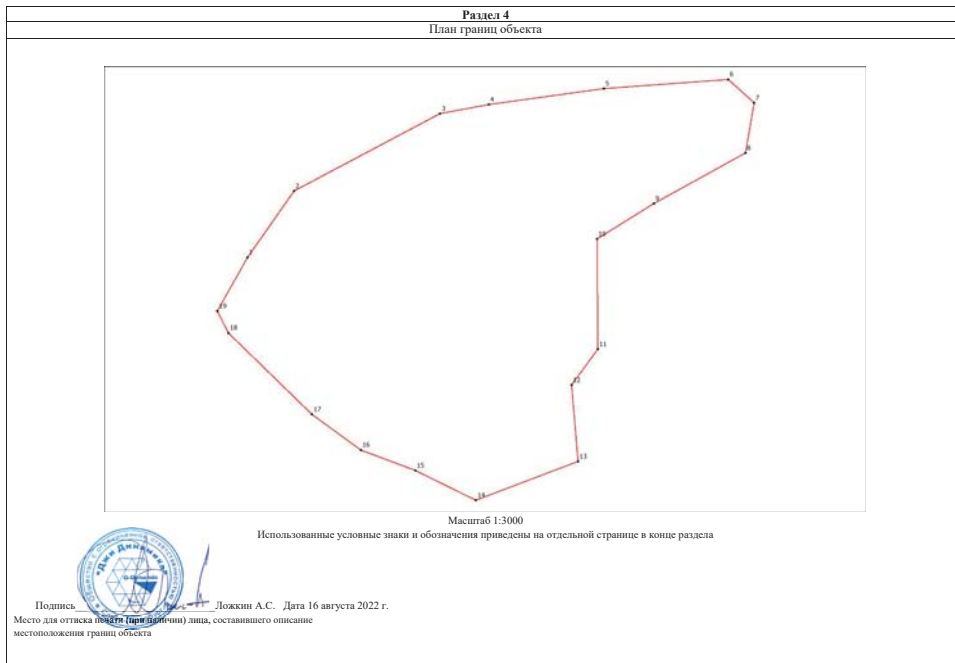 Раздел 4
План границ объекта
6
5
7
4
3
8
2
9
10
1
19
18
11
12
17
16
13
15
14
Масштаб 1:3000
Использованные условные знаки и обозначения приведены на отдельной странице в конце раздела
"Джи Динамика"
Подпись Ложкин А.С. Дата 16 августа 2022 г.
Место для оттиска печати (при наличии) лица, составившего описание
местоположения границ объекта